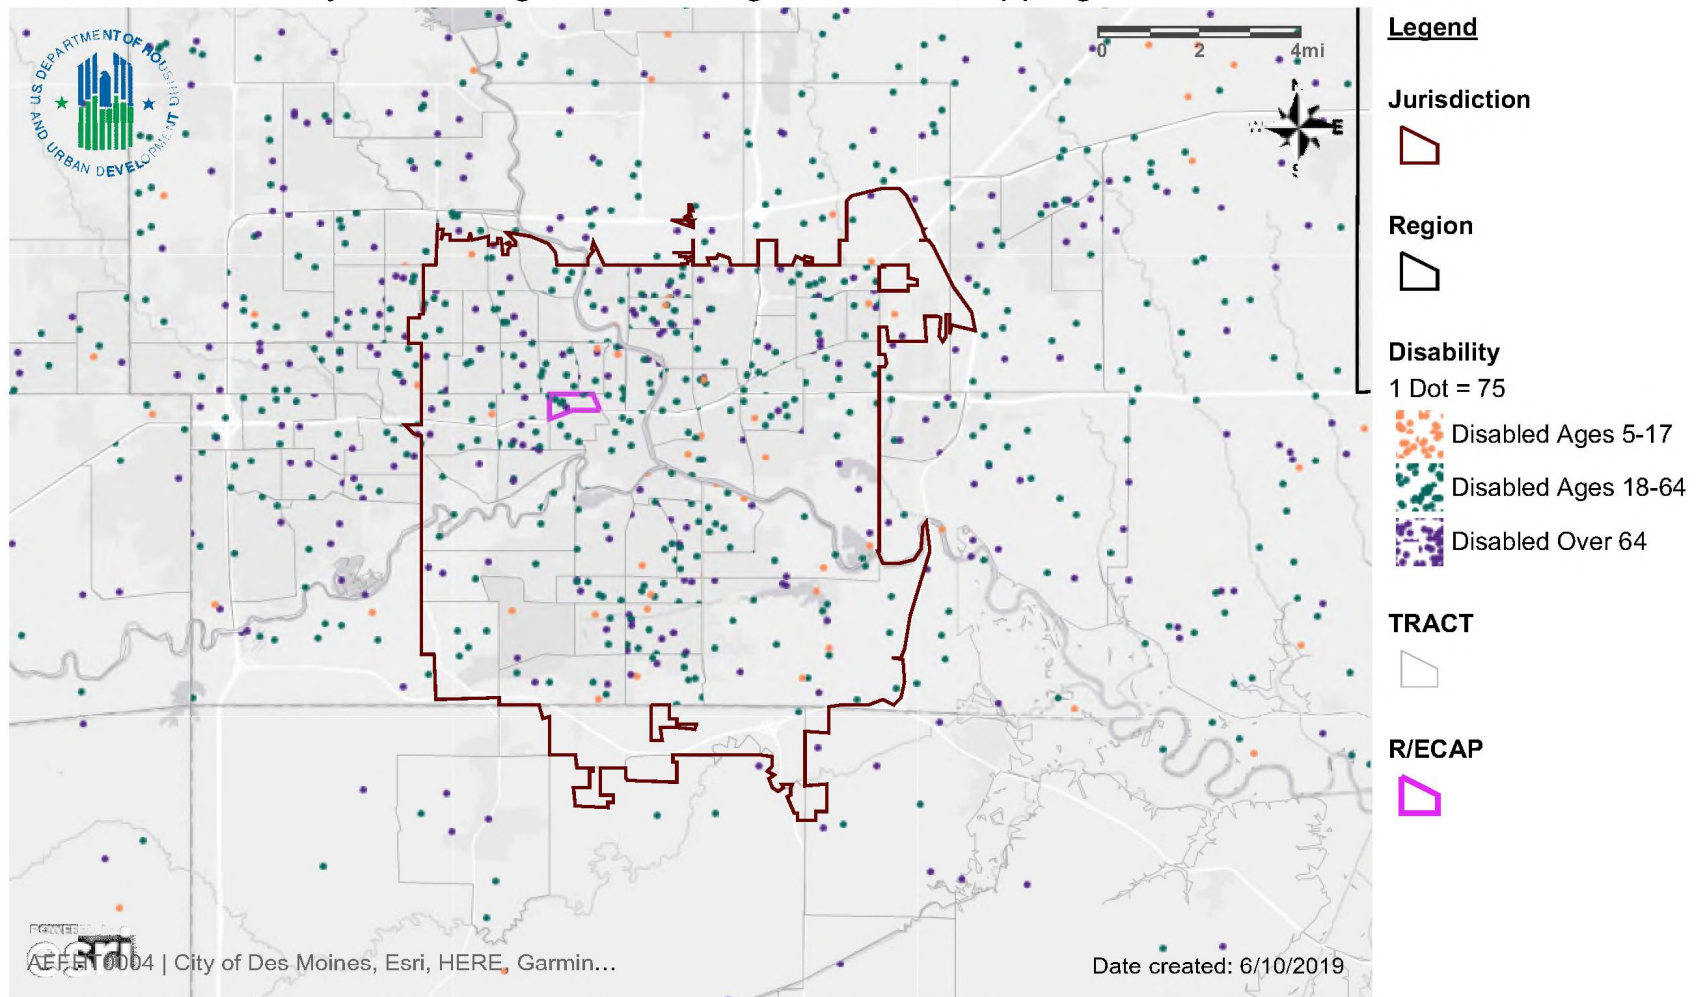 U.S. DEPARTMENT OF HOUSING
AND URBAN DEVELOPMENT
0 2 4mi
N
W E
S
Legend
Jurisdiction
Region
Disability
1 Dot = 75
Disabled Ages 5-17
Disabled Ages 18-64
Disabled Over 64
TRACT
R/ECAP
esri
AFFHT0004 | City of Des Moines, Esri, HERE, Garmin...
Date created: 6/10/2019